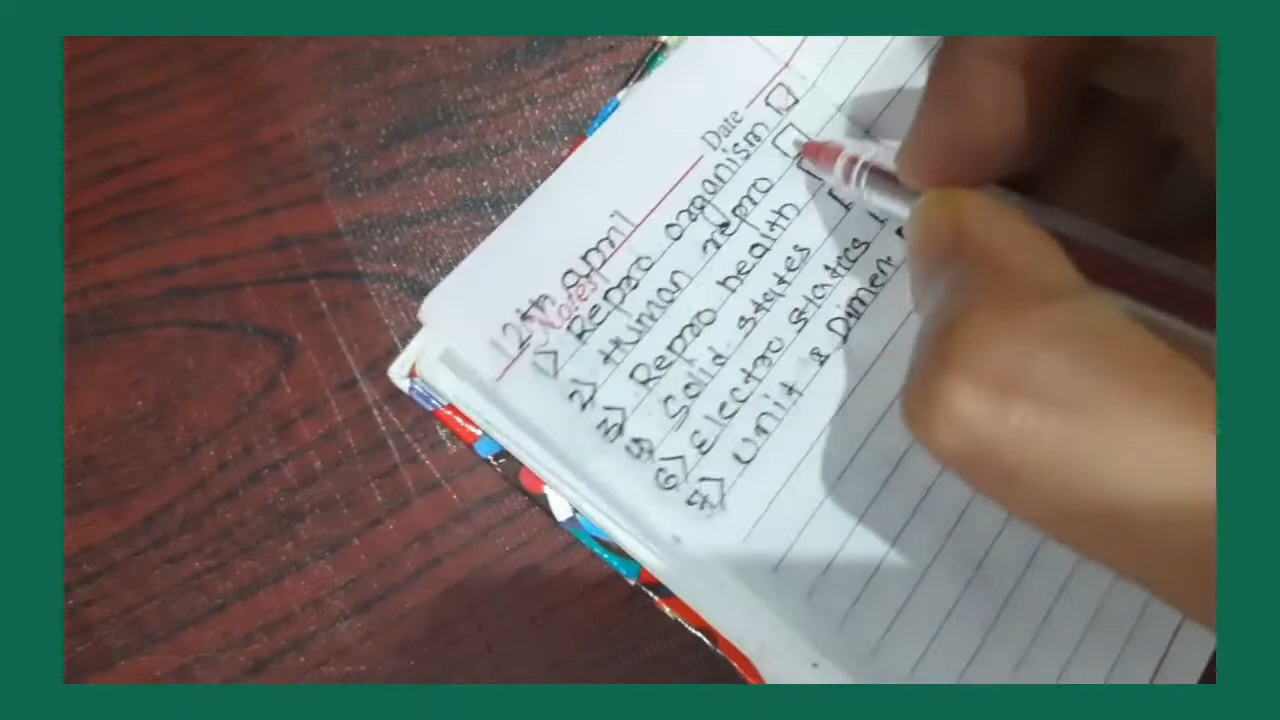 Date
12th april
Notes
1) Repro organism
2) Human repro
3) Repro health
4) Solid states
6) Electro statics
7) Unit & Dimen